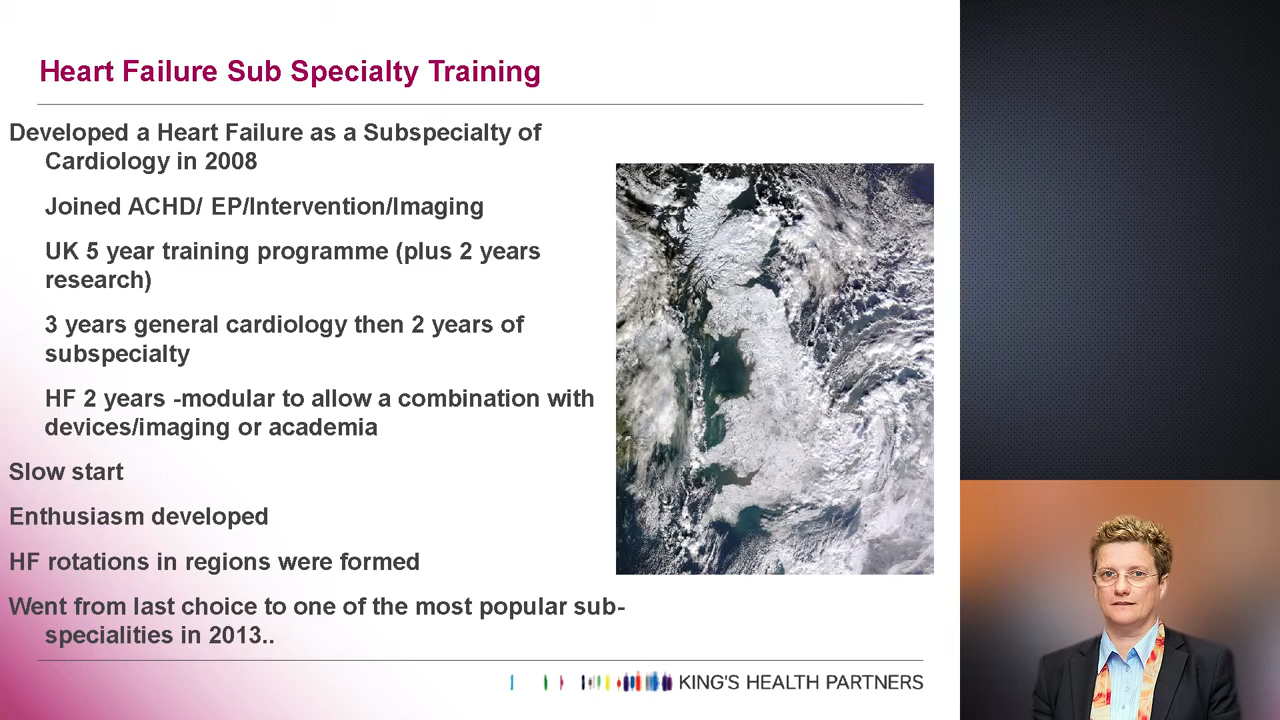 Heart Failure Sub Specialty Training
Developed a Heart Failure as a Subspecialty of
Cardiology in 2008
Joined ACHD/ EP/Intervention/Imaging
UK 5 year training programme (plus 2 years
research)
3 years general cardiology then 2 years of
subspecialty
HF 2 years -modular to allow a combination with
devices/imaging or academia
Slow start
Enthusiasm developed
HF rotations in regions were formed
Went from last choice to one of the most popular sub-
specialities in 2013..
KING'S HEALTH PARTNERS